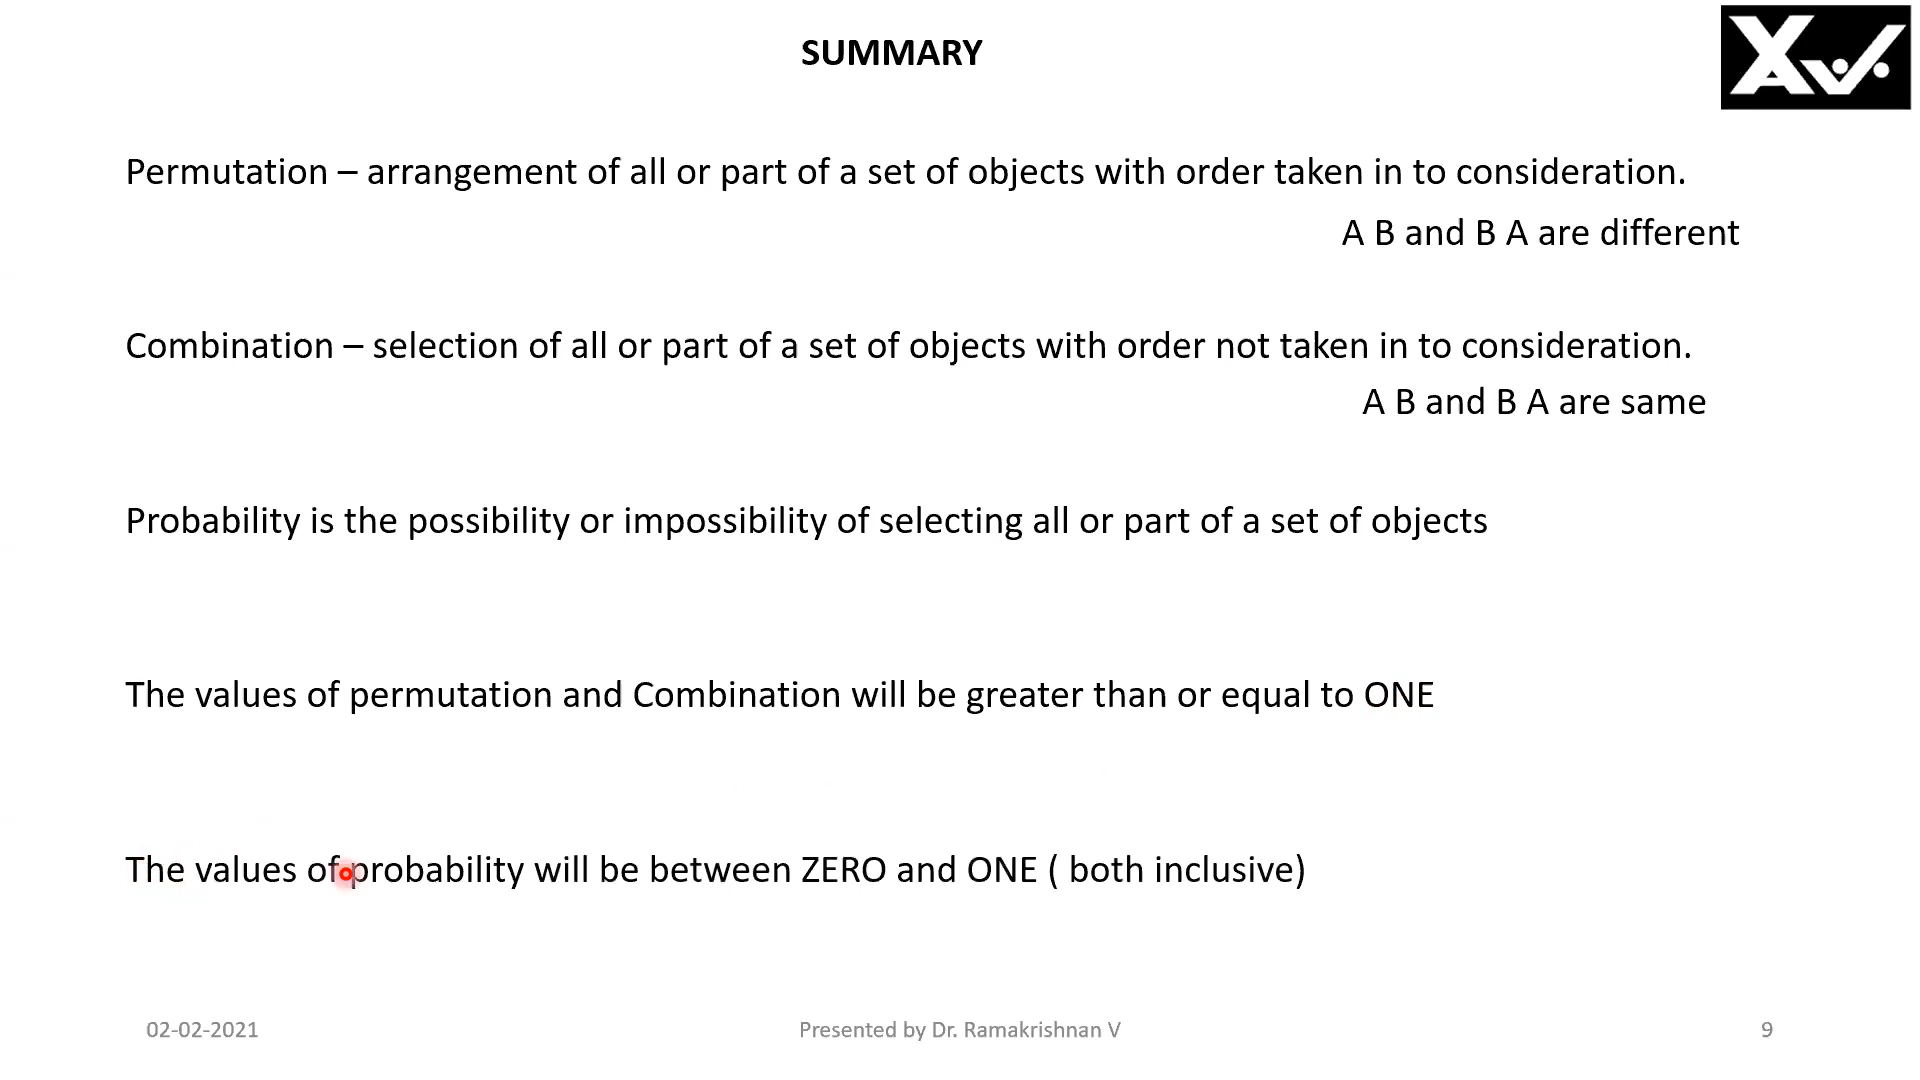 SUMMARY
XAV
Permutation – arrangement of all or part of a set of objects with order taken in to consideration.
A B and B A are different
Combination – selection of all or part of a set of objects with order not taken in to consideration.
A B and B A are same
Probability is the possibility or impossibility of selecting all or part of a set of objects
The values of permutation and Combination will be greater than or equal to ONE
The values of probability will be between ZERO and ONE ( both inclusive)
02-02-2021
Presented by Dr. Ramakrishnan V
9